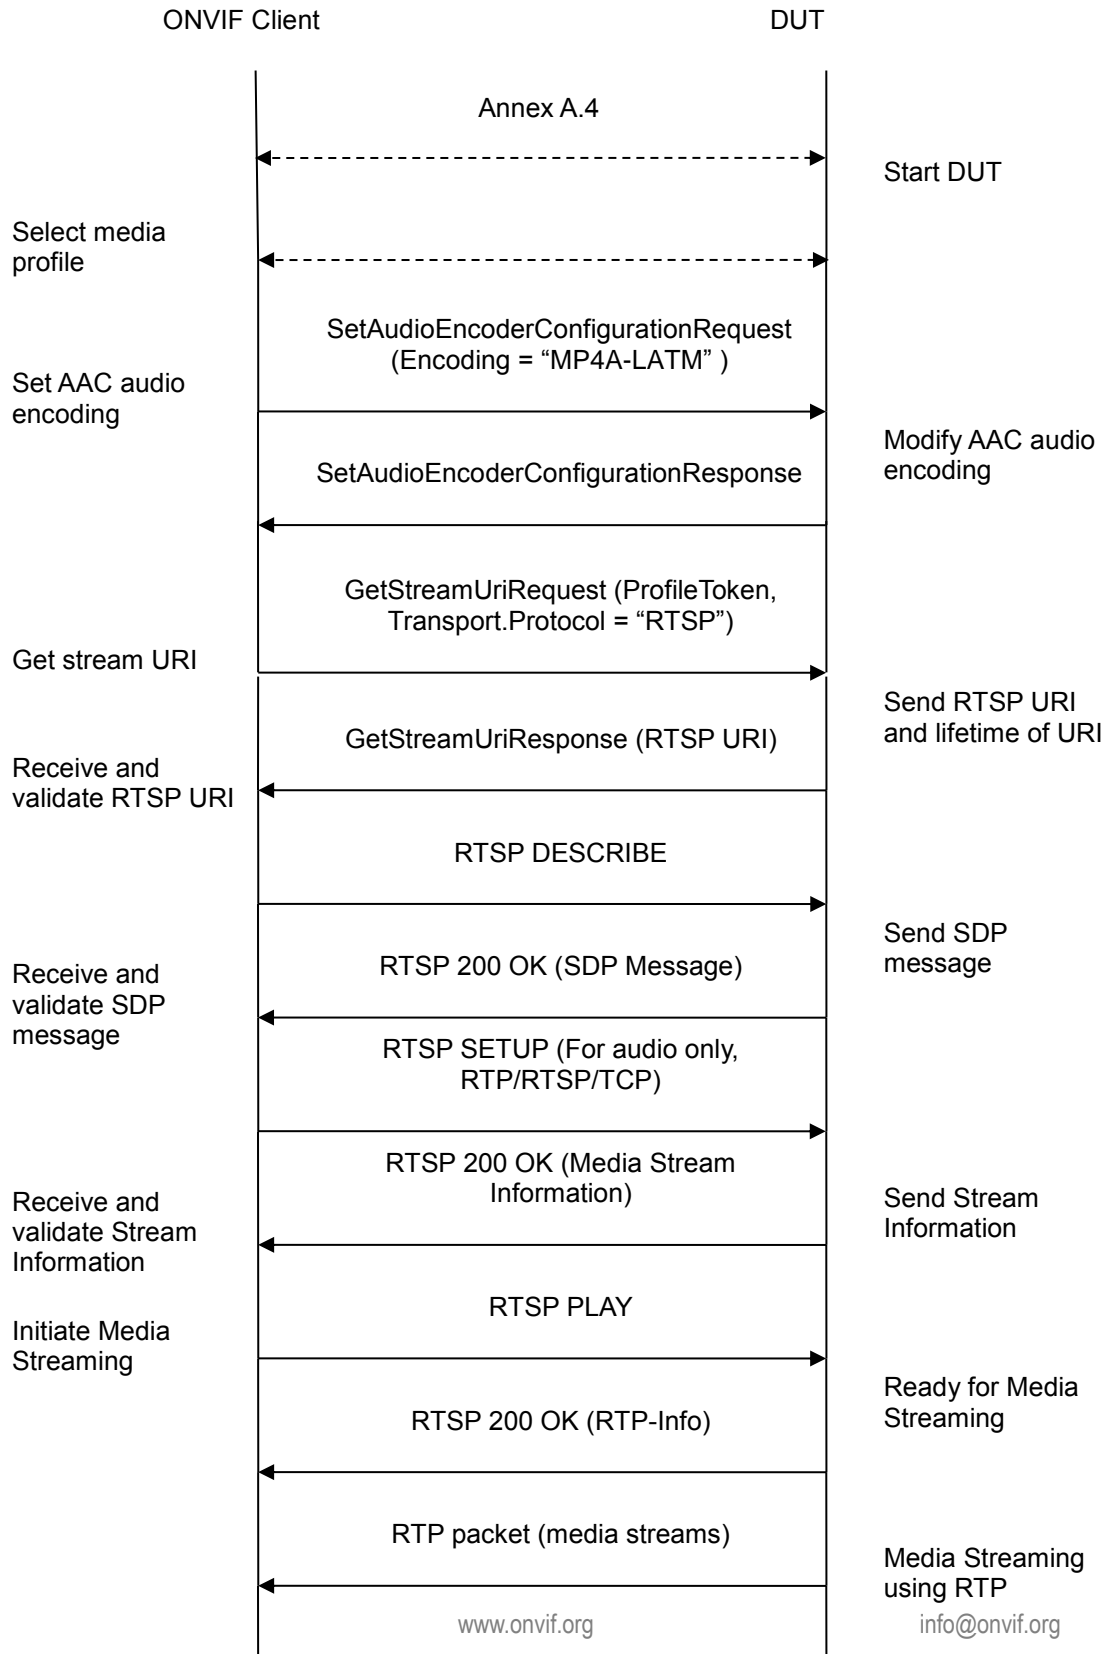 ONVIF Client
DUT
Annex A.4
Start DUT
Select media
profile
SetAudioEncoderConfigurationRequest
(Encoding = “MP4A-LATM” )
Set AAC audio
encoding
Modify AAC audio
encoding
SetAudioEncoderConfigurationResponse
GetStreamUriRequest (ProfileToken,
Transport.Protocol = “RTSP”)
Get stream URI
Send RTSP URI
and lifetime of URI
GetStreamUriResponse (RTSP URI)
Receive and
validate RTSP URI
RTSP DESCRIBE
Send SDP
message
RTSP 200 OK (SDP Message)
Receive and
validate SDP
message
RTSP SETUP (For audio only,
RTP/RTSP/TCP)
RTSP 200 OK (Media Stream
Information)
Send Stream
Information
Receive and
validate Stream
Information
RTSP PLAY
Initiate Media
Streaming
Ready for Media
Streaming
RTSP 200 OK (RTP-Info)
RTP packet (media streams)
Media Streaming
using RTP
www.onvif.org
info@onvif.org